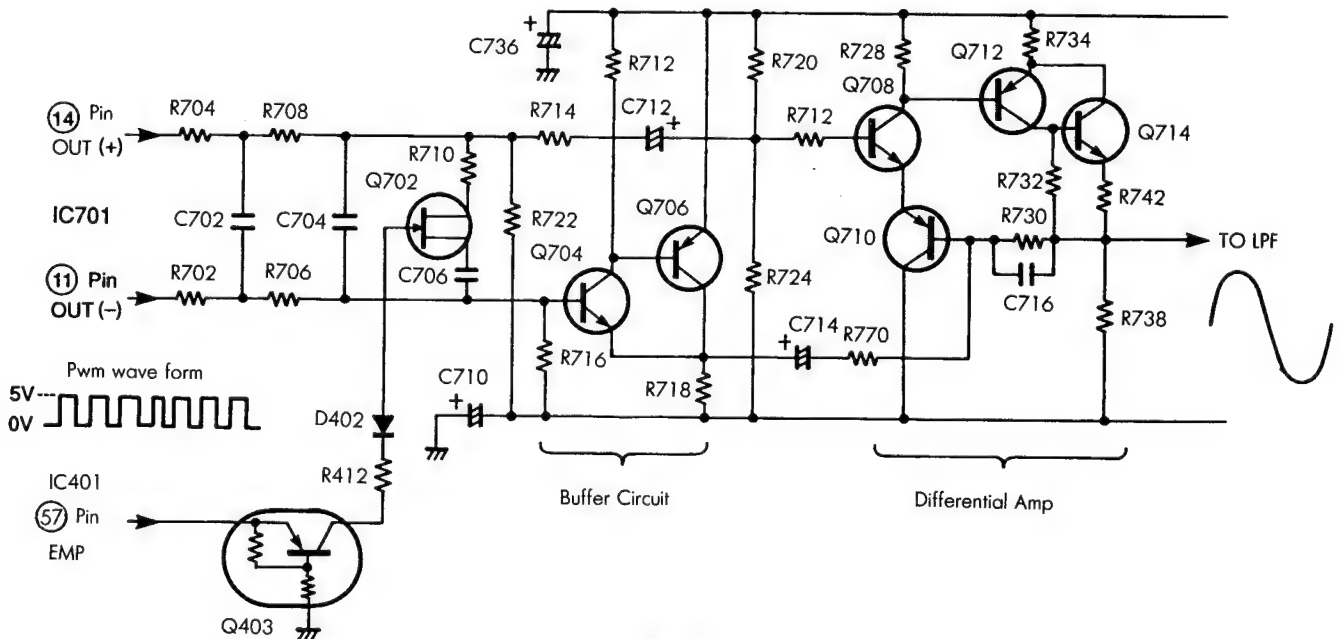 C736
+
R712
R720
R728
Q708
Q712
R734
14 Pin
OUT (+)
R704
R708
R714
C712
+
R712
Q714
R710
Q702
R732
R742
IC701
C702
C704
R722
Q706
R730
TO LPF
Q704
Q710
R724
C706
C716
11 Pin
OUT (−)
R702
R706
C714
+
R770
R738
R716
Pwm wave form
C710
+
R718
5V
0V
D402
R412
IC401
57 Pin
EMP
Buffer Circuit
Differential Amp
Q403